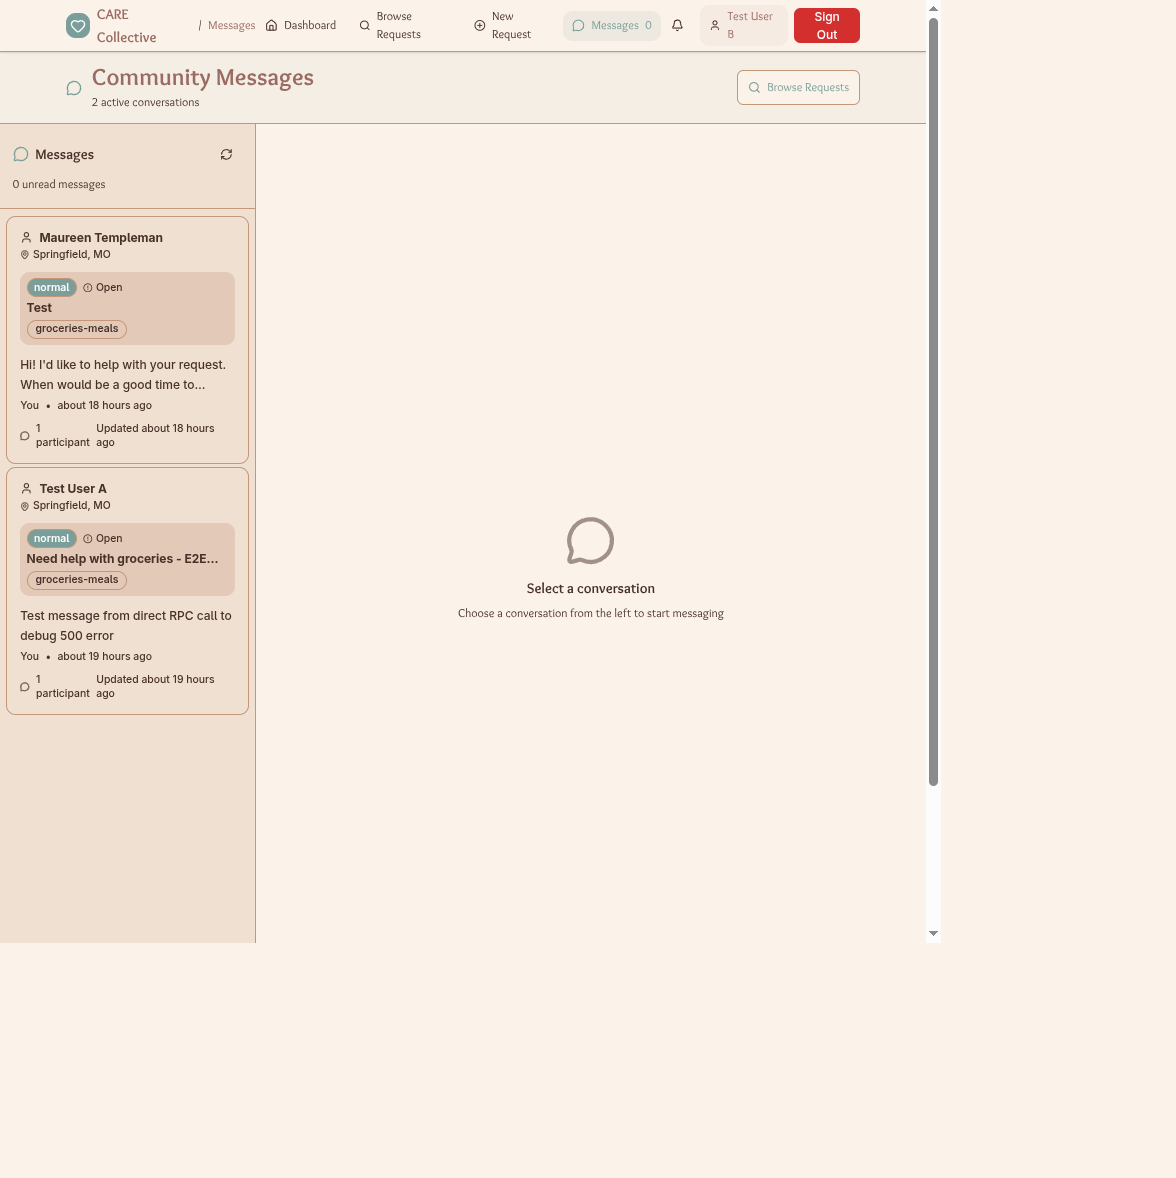 CARE
Collective
/ Messages
Dashboard
Browse
Requests
New
Request
Messages 0
Test User
B
Sign
Out
Community Messages
2 active conversations
Browse Requests
Messages
0 unread messages
Maureen Templeman
Springfield, MO
normal Open
Test
groceries-meals
Hi! I'd like to help with your request.
When would be a good time to...
You • about 18 hours ago
1
participant
Updated about 18 hours
ago
Test User A
Springfield, MO
normal Open
Need help with groceries - E2E...
groceries-meals
Test message from direct RPC call to
debug 500 error
You • about 19 hours ago
1
participant
Updated about 19 hours
ago
Select a conversation
Choose a conversation from the left to start messaging